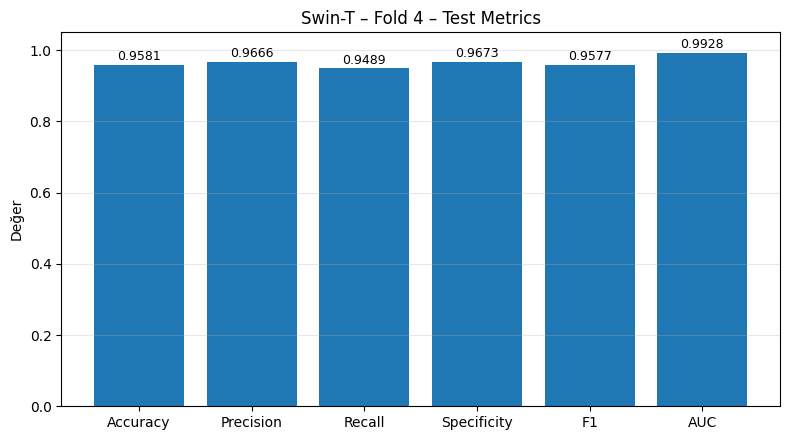 Swin-T – Fold 4 – Test Metrics
Değer
1.0
0.8
0.6
0.4
0.2
0.0
0.9581
0.9666
0.9489
0.9673
0.9577
0.9928
Accuracy
Precision
Recall
Specificity
F1
AUC